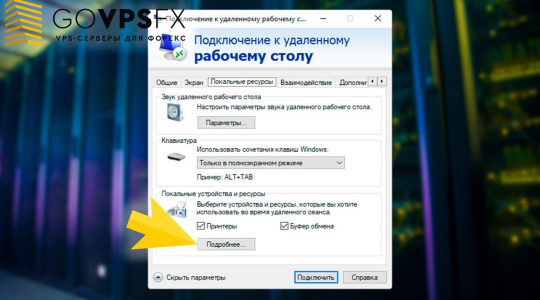 GOVPSFX
VPS-СЕРВЕРЫ ДЛЯ ФОРЕКС
Подключение к удаленному рабочему с...
Подключение к удаленному
рабочему столу
Общие Экран Локальные ресурсы Взаимодействие Дополни
Звук удаленного рабочего стола
Настроить параметры звука удаленного рабочего стола.
Параметры...
Клавиатура
Использовать сочетания клавиш Windows:
Только в полноэкранном режиме
Пример: ALT+TAB
Локальные устройства и ресурсы
Выберите устройства и ресурсы, которые вы хотите
использовать во время удаленного сеанса.
Принтеры Буфер обмена
Подробнее...
Скрыть параметры Подключить Справка